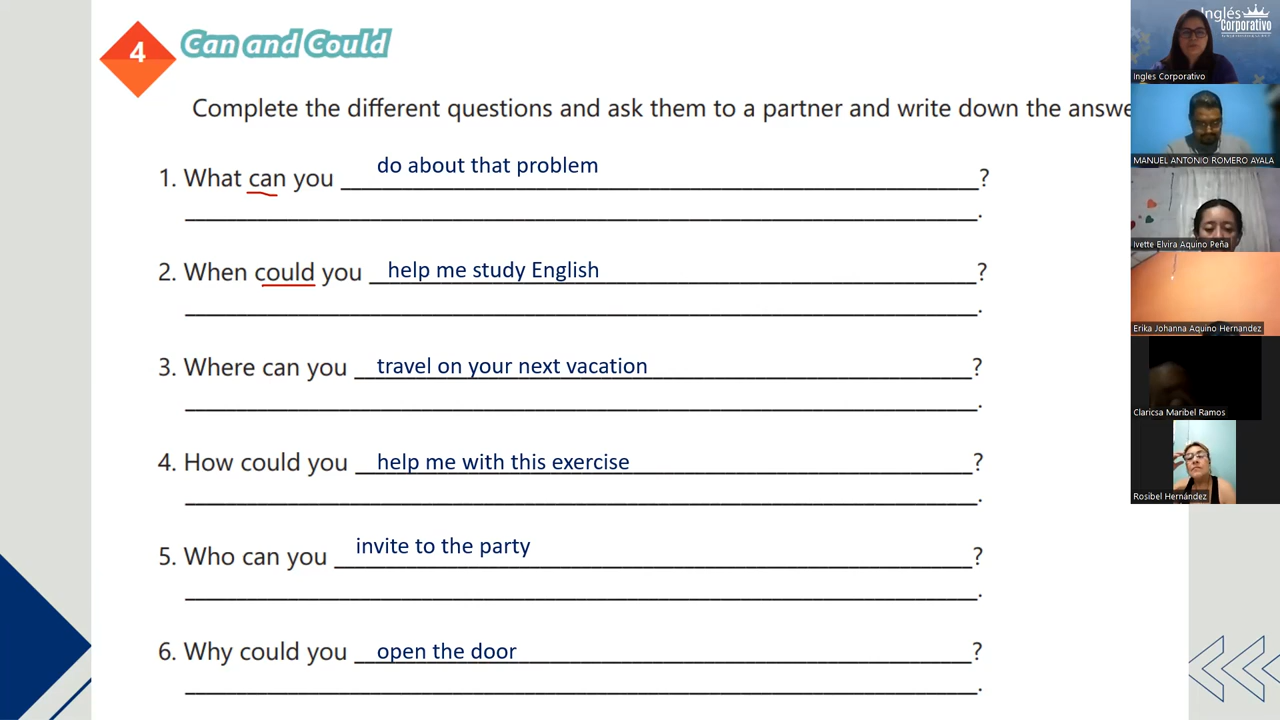 4 Can and Could
Complete the different questions and ask them to a partner and write down the answe
1. What can you do about that problem ?
.
2. When could you help me study English ?
.
3. Where can you travel on your next vacation ?
.
4. How could you help me with this exercise ?
.
5. Who can you invite to the party ?
.
6. Why could you open the door ?
.
Inglés
Corporativo
Ingles Corporativo
MANUEL ANTONIO ROMERO AYALA
Ivette Elvira Aquino Peña
Erika Johanna Aquino Hernandez
Claricsa Maribel Ramos
Rosibel Hernández